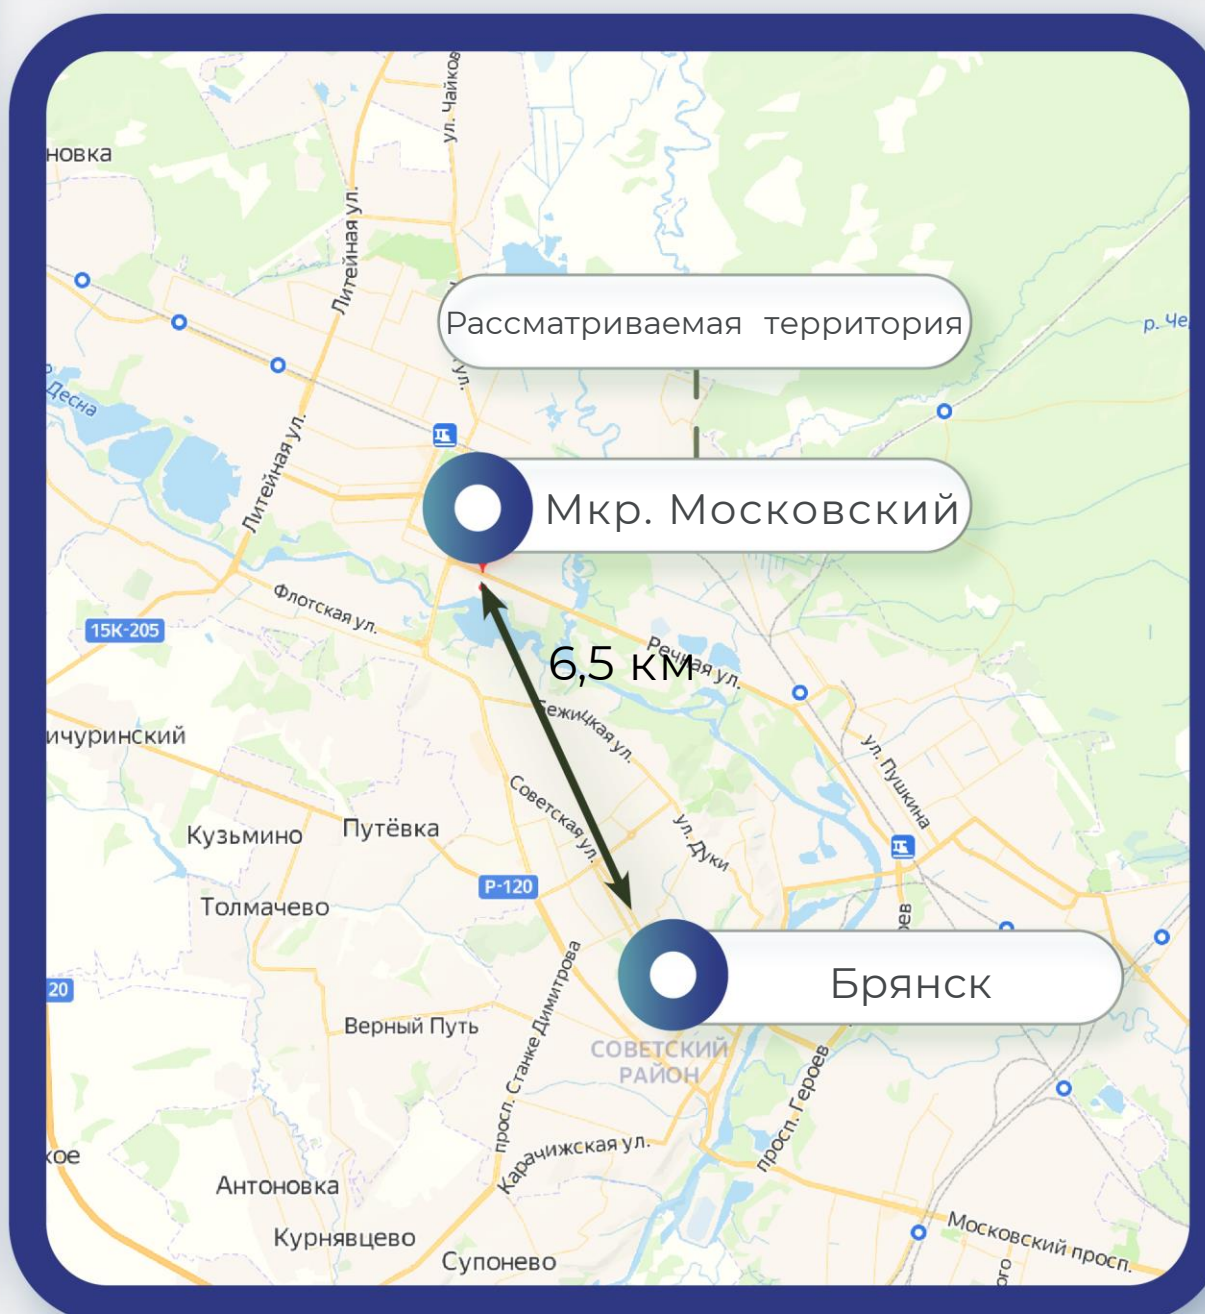 ул. Чайков
новка
Литейная ул.
Рассматриваемая территория
р. Че
ул.
Десна
Литейная ул.
Мкр. Московский
Флотская ул.
15К-205
6,5 км
Речная ул.
Бежицкая ул.
ичуринский
ул. Пушкина
Советская ул.
Кузьмино
Путёвка
ул. Дуки
Р-120
Толмачево
Брянск
20
Верный Путь
просп. Станке Димитрова
СОВЕТСКИЙ
РАЙОН
просп. Героев
Карачижская ул.
кое
Антоновка
Курнявцево
Супонево
Московский просп.